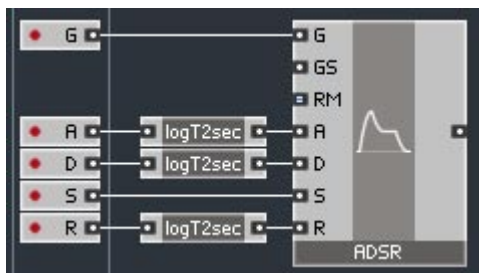 G G
GS
RM
A logT2sec A
D logT2sec D
S S
R logT2sec R
ADSR